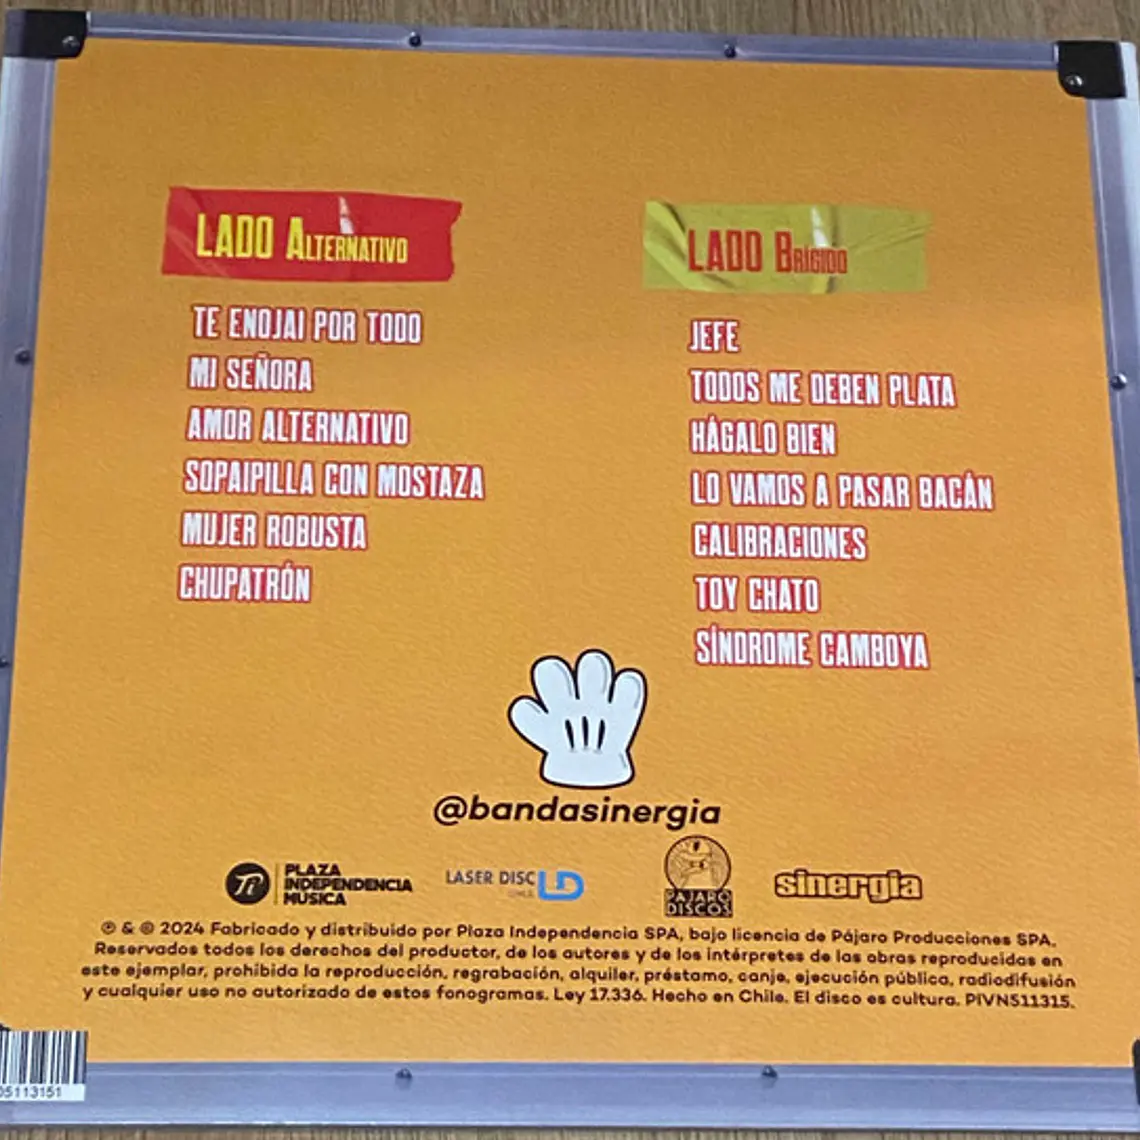 LADO ALTERNATIVO
TE ENOJAI POR TODO
MI SEÑORA
AMOR ALTERNATIVO
SOPAIPILLA CON MOSTAZA
MUJER ROBUSTA
CHUPATRÓN
LADO BRÍGIDO
JEFE
TODOS ME DEBEN PLATA
HÁGALO BIEN
LO VAMOS A PASAR BACÁN
CALIBRACIONES
TOY CHATO
SÍNDROME CAMBOYA
@bandasinergia
PLAZA
INDEPENDENCIA
MÚSICA
LASER DISC
CHILE
LD
PÁJARO
DISCOS
sinergia
℗ & © 2024 Fabricado y distribuido por Plaza Independencia SPA, bajo licencia de Pájaro Producciones SPA.
Reservados todos los derechos del productor, de los autores y de los intérpretes de las obras reproducidas en
este ejemplar, prohibida la reproducción, regrabación, alquiler, préstamo, canje, ejecución pública, radiodifusión
y cualquier uso no autorizado de estos fonogramas. Ley 17.336. Hecho en Chile. El disco es cultura. PIVN511315.
05113151